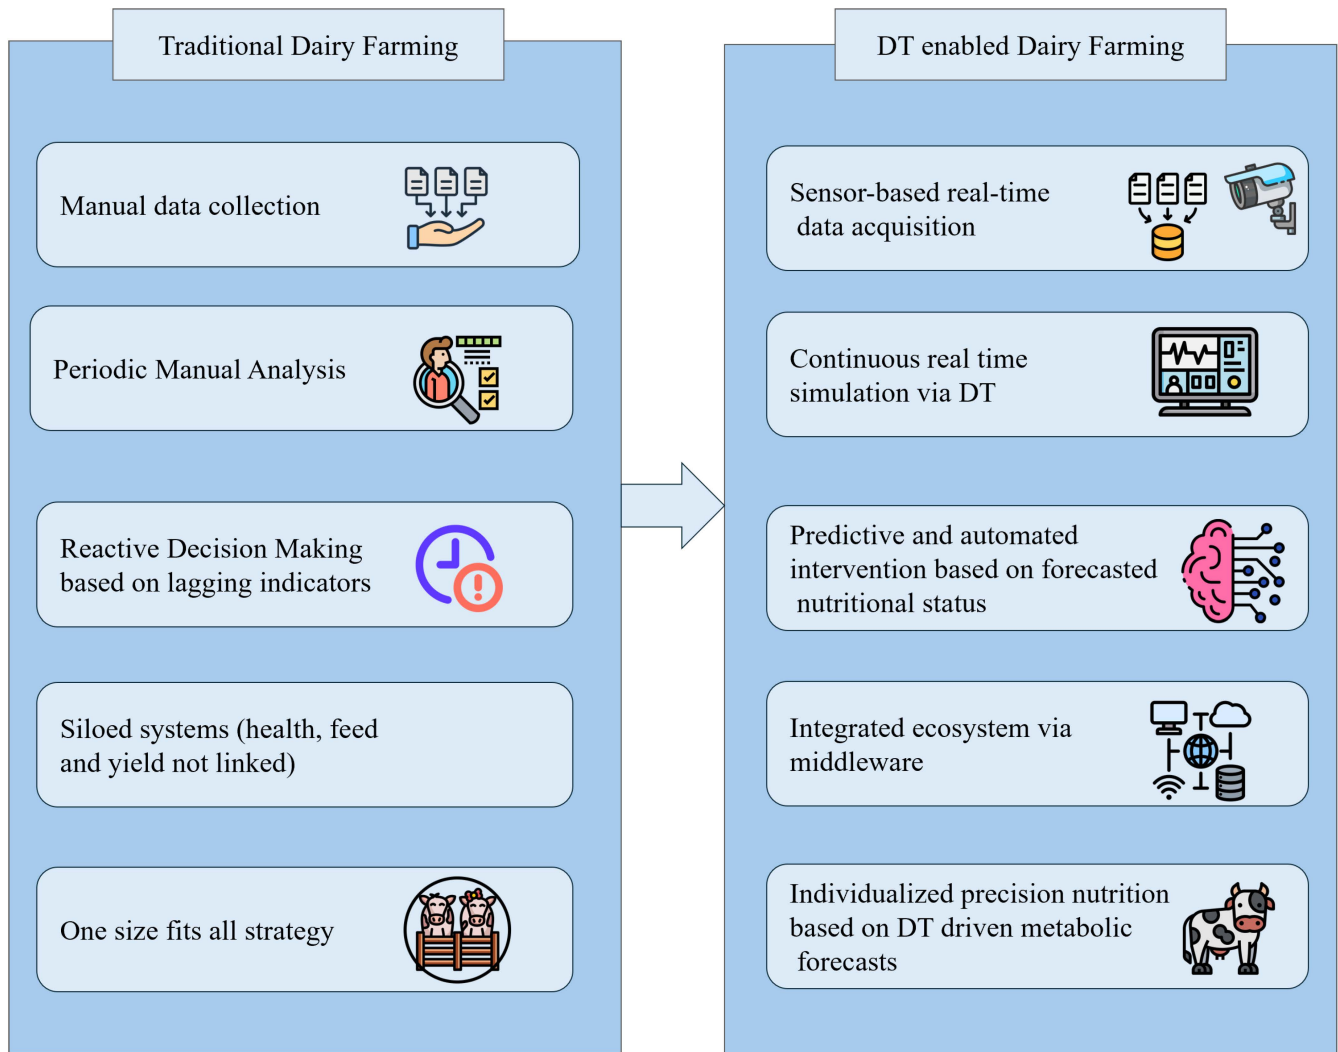 Traditional Dairy Farming
Manual data collection
Periodic Manual Analysis
Reactive Decision Making
based on lagging indicators
Siloed systems (health, feed
and yield not linked)
One size fits all strategy
DT enabled Dairy Farming
Sensor-based real-time
data acquisition
Continuous real time
simulation via DT
Predictive and automated
intervention based on forecasted
nutritional status
Integrated ecosystem via
middleware
Individualized precision nutrition
based on DT driven metabolic
forecasts